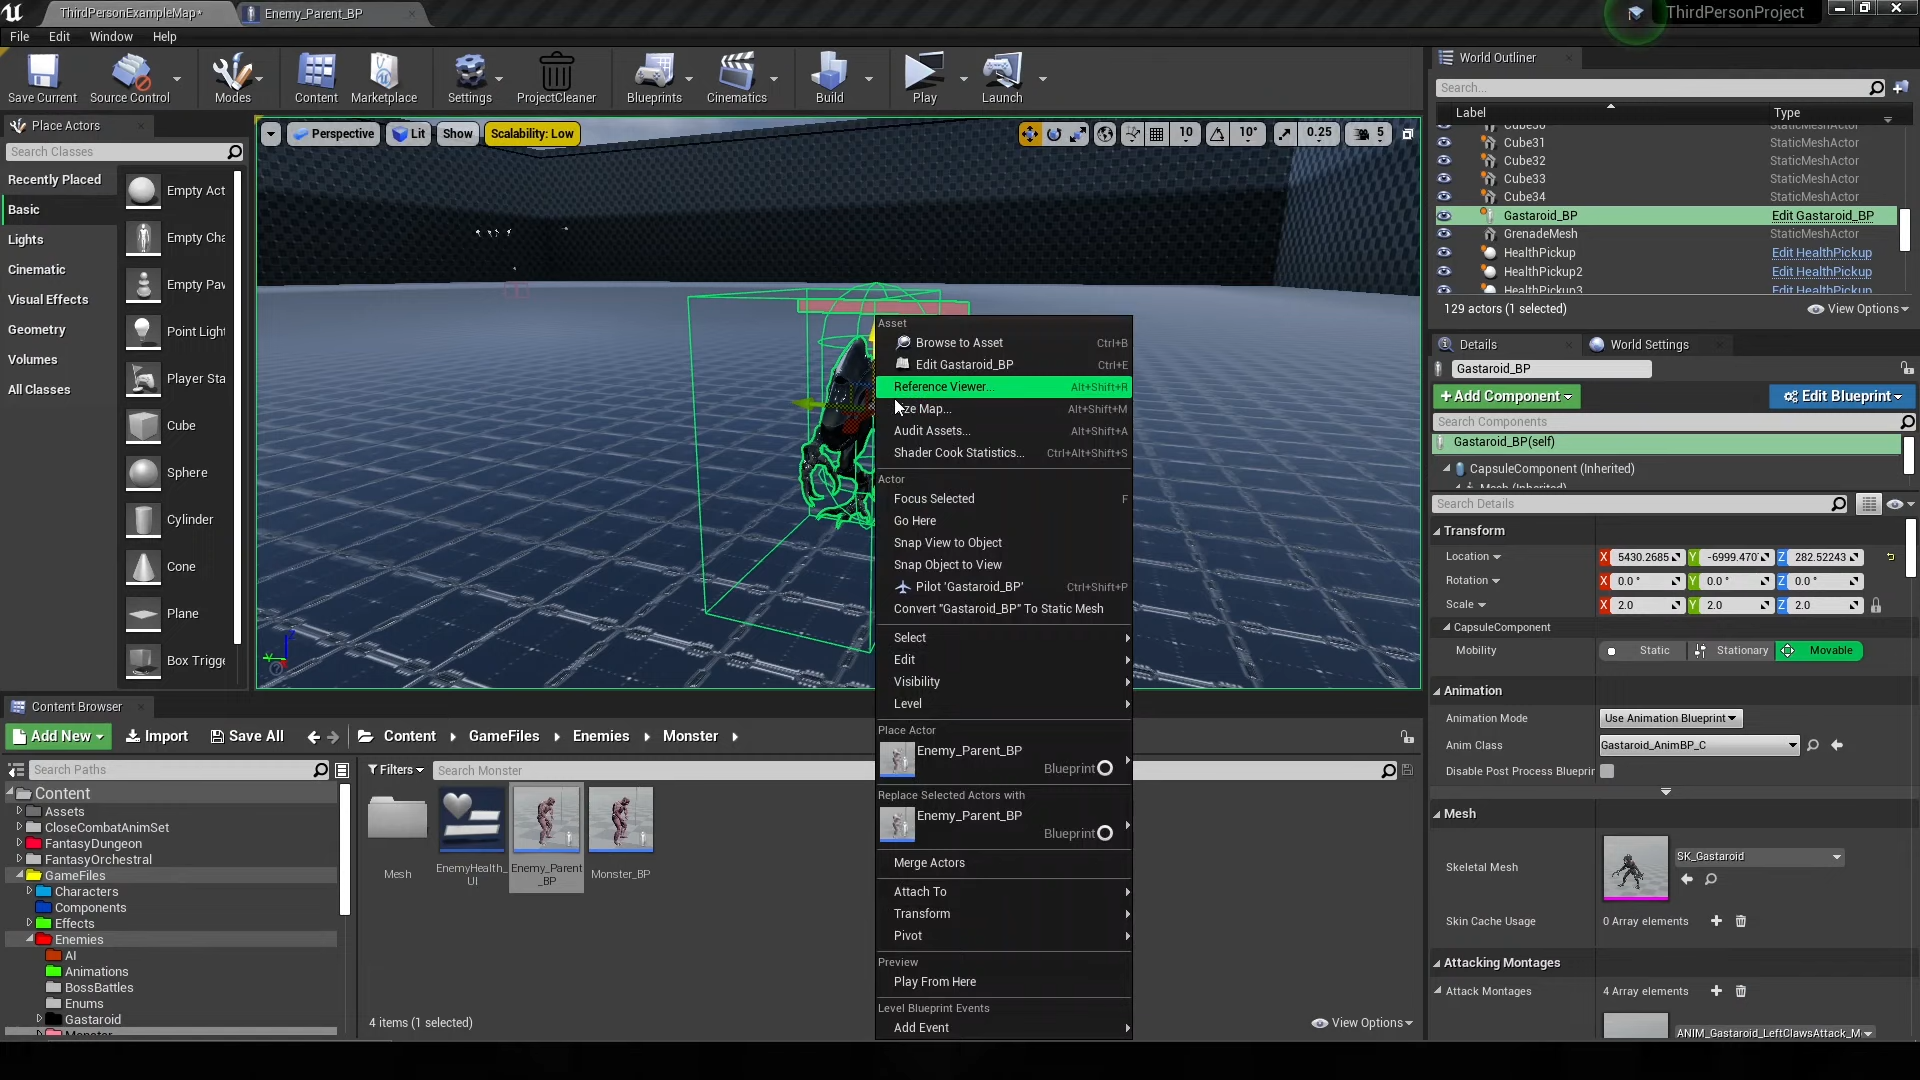 ThirdPersonExampleMap*
Enemy_Parent_BP
ThirdPersonProject
File Edit Window Help
Save Current
Source Control
Modes
Content
Marketplace
Settings
ProjectCleaner
Blueprints
Cinematics
Build
Play
Launch
Place Actors
Search Classes
Recently Placed
Basic
Lights
Cinematic
Visual Effects
Geometry
Volumes
All Classes
Empty Act
Empty Cha
Empty Paw
Point Light
Player Sta
Cube
Sphere
Cylinder
Cone
Plane
Box Trigge
Perspective
Lit
Show
Scalability: Low
10
10°
0.25
5
Asset
Browse to Asset Ctrl+B
Edit Gastaroid_BP Ctrl+E
Reference Viewer... Alt+Shift+R
ze Map... Alt+Shift+M
Audit Assets... Alt+Shift+A
Shader Cook Statistics... Ctrl+Alt+Shift+S
Actor
Focus Selected F
Go Here
Snap View to Object
Snap Object to View
Pilot 'Gastaroid_BP' Ctrl+Shift+P
Convert "Gastaroid_BP" To Static Mesh
Select
Edit
Visibility
Level
Place Actor
Enemy_Parent_BP
Blueprint
Replace Selected Actors with
Enemy_Parent_BP
Blueprint
Merge Actors
Attach To
Transform
Pivot
Preview
Play From Here
Level Blueprint Events
Add Event
World Outliner
Search...
Label Type
Cube30 StaticMeshActor
Cube31 StaticMeshActor
Cube32 StaticMeshActor
Cube33 StaticMeshActor
Cube34 StaticMeshActor
Gastaroid_BP Edit Gastaroid_BP
GrenadeMesh StaticMeshActor
HealthPickup Edit HealthPickup
HealthPickup2 Edit HealthPickup
HealthPickup3 Edit HealthPickup
129 actors (1 selected)
View Options
Details
World Settings
Gastaroid_BP
+ Add Component
Edit Blueprint
Search Components
Gastaroid_BP(self)
CapsuleComponent (Inherited)
Mesh (Inherited)
Search Details
Transform
Location X 5430.2685 Y -6999.470 Z 282.52243
Rotation X 0.0 ° Y 0.0 ° Z 0.0 °
Scale X 2.0 Y 2.0 Z 2.0
CapsuleComponent
Mobility Static Stationary Movable
Animation
Animation Mode Use Animation Blueprint
Anim Class Gastaroid_AnimBP_C
Disable Post Process Blueprir
Mesh
Skeletal Mesh SK_Gastaroid
Skin Cache Usage 0 Array elements
Attacking Montages
Attack Montages 4 Array elements
ANIM_Gastaroid_LeftClawsAttack_M
Content Browser
Add New
Import
Save All
Content
GameFiles
Enemies
Monster
Search Paths
Filters
Search Monster
Content
Assets
CloseCombatAnimSet
FantasyDungeon
FantasyOrchestral
GameFiles
Characters
Components
Effects
Enemies
AI
Animations
BossBattles
Enums
Gastaroid
Monster
Mesh
EnemyHealth_
UI
Enemy_Parent
_BP
Monster_BP
4 items (1 selected)
View Options